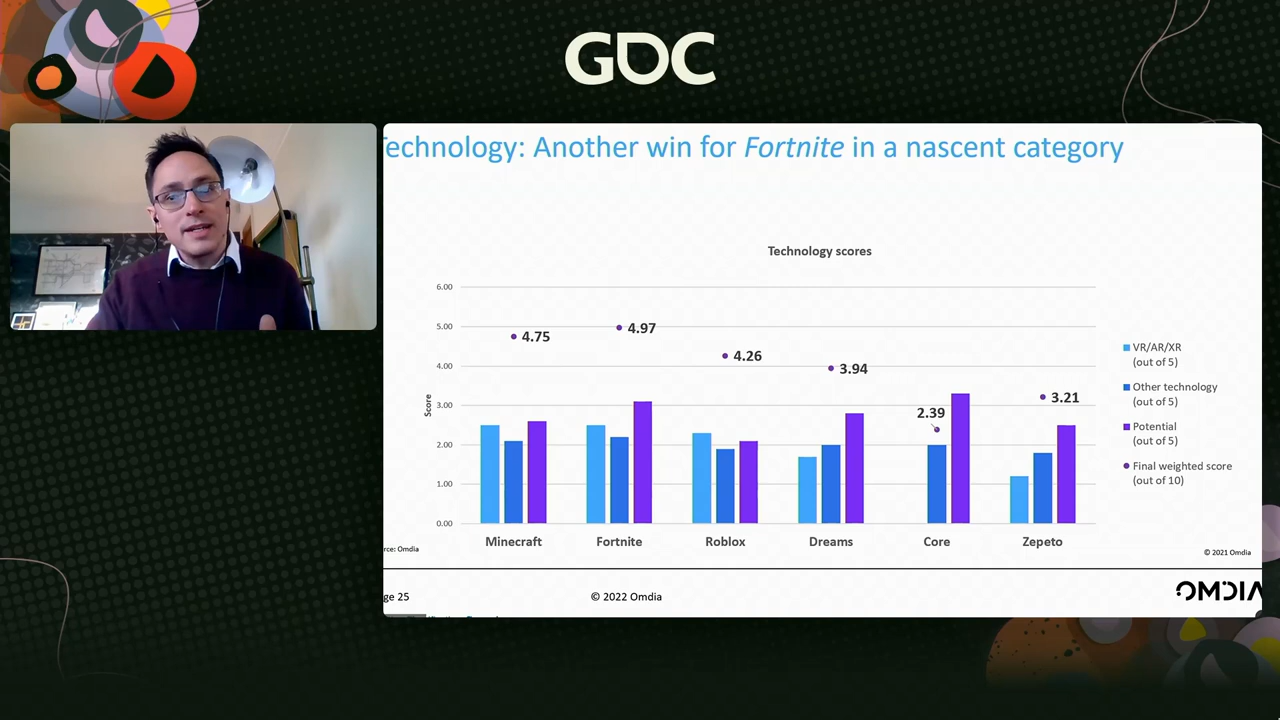 GDC
Technology: Another win for Fortnite in a nascent category
Technology scores
6.00
5.00
4.00
3.00
2.00
1.00
0.00
Score
4.75
4.97
4.26
3.94
2.39
3.21
Minecraft
Fortnite
Roblox
Dreams
Core
Zepeto
VR/AR/XR
(out of 5)
Other technology
(out of 5)
Potential
(out of 5)
Final weighted score
(out of 10)
rce: Omdia
© 2021 Omdia
ge 25
© 2022 Omdia
OMDIA